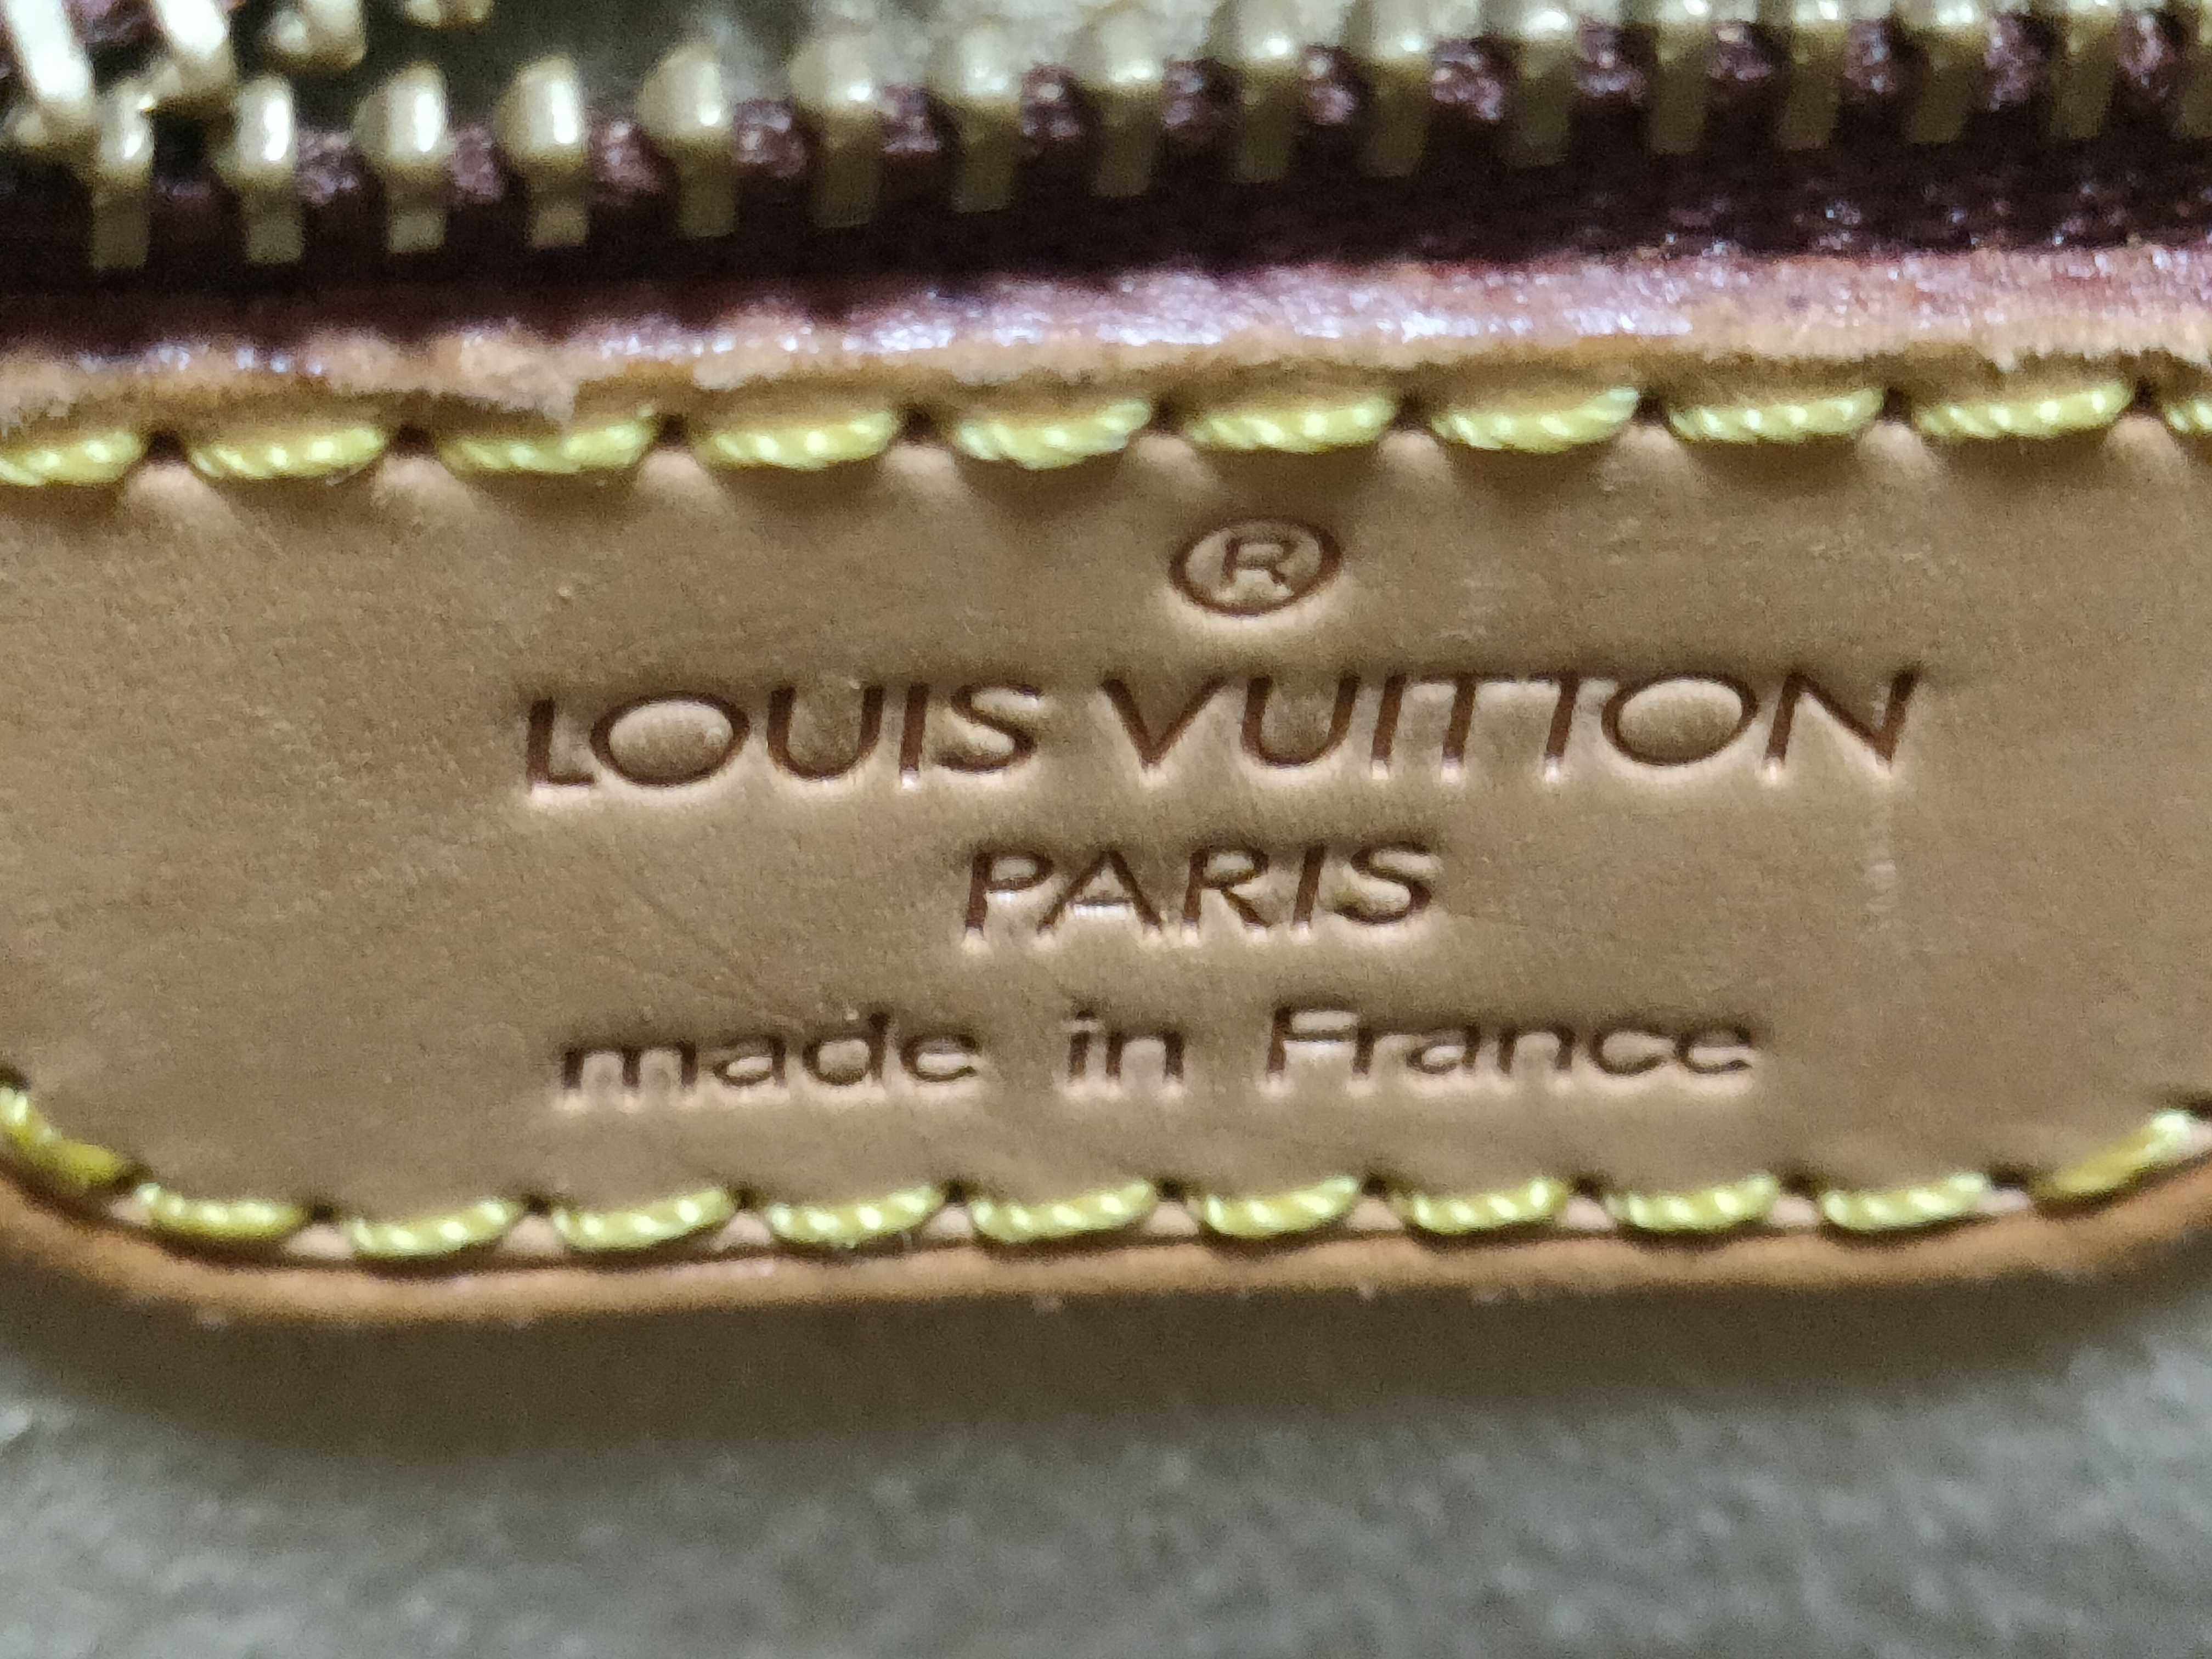 ®
LOUIS VUITTON
PARIS
made in France